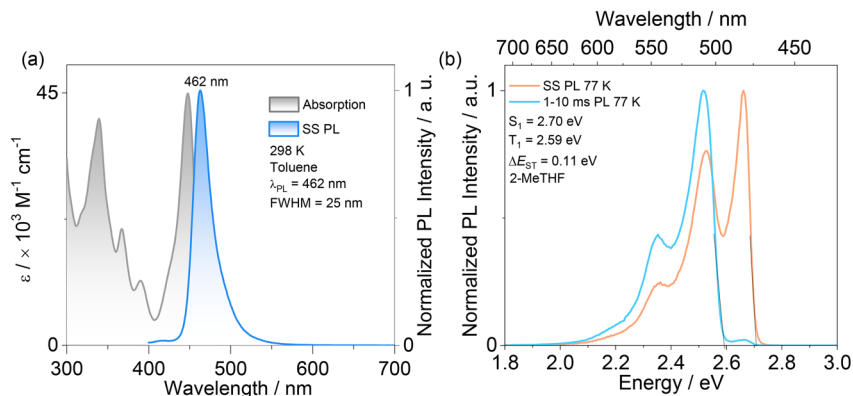 (a)
462 nm
45
0
ε / × 10³ M⁻¹ cm⁻¹
Absorption
SS PL
298 K
Toluene
λPL = 462 nm
FWHM = 25 nm
1
0
Normalized PL Intensity / a. u.
300 400 500 600 700
Wavelength / nm
Wavelength / nm
700 650 600 550 500 450
(b)
1
0
Normalized PL Intensity / a. u.
SS PL 77 K
1-10 ms PL 77 K
S₁ = 2.70 eV
T₁ = 2.59 eV
ΔEST = 0.11 eV
2-MeTHF
1.8 2.0 2.2 2.4 2.6 2.8 3.0
Energy / eV